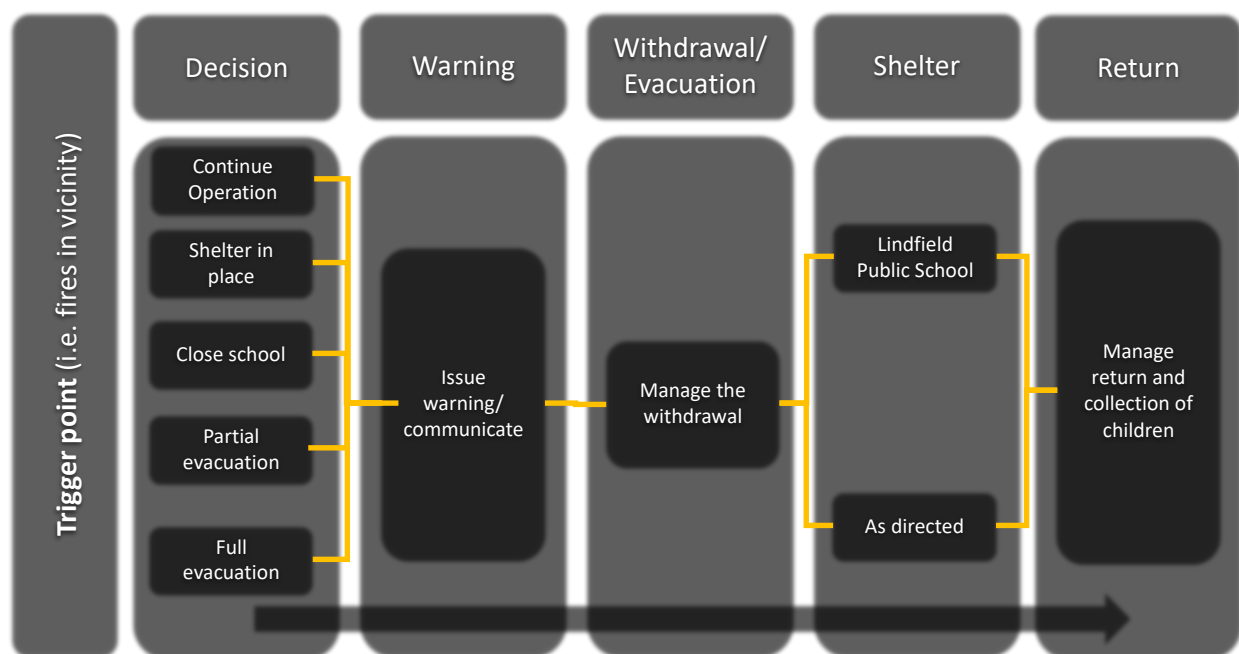 Trigger point (i.e. fires in vicinity)
Decision
Warning
Withdrawal/
Evacuation
Shelter
Return
Continue
Operation
Shelter in
place
Close school
Partial
evacuation
Full
evacuation
Issue
warning/
communicate
Manage the
withdrawal
Lindfield
Public School
As directed
Manage
return and
collection of
children